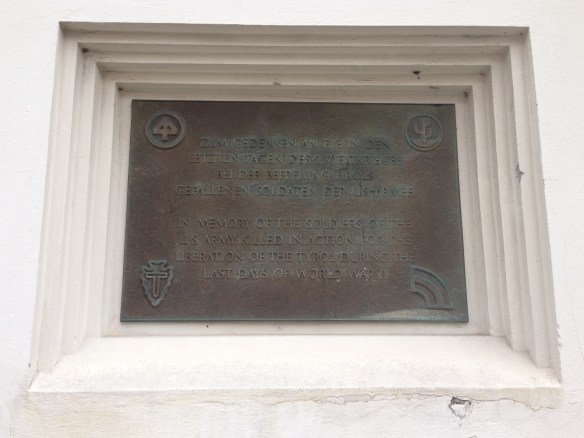 ZUM GEDENKEN AN DIE IN DEN
LETZTEN TAGEN DES 2. WELTKRIEGES
BEI DER BEFREIUNG TIROLS
GEFALLENEN SOLDATEN DER US-ARMEE
IN MEMORY OF THE SOLDIERS OF THE
U.S. ARMY KILLED IN ACTION FOR THE
LIBERATION OF THE TYROL DURING THE
LAST DAYS OF WORLD WAR II